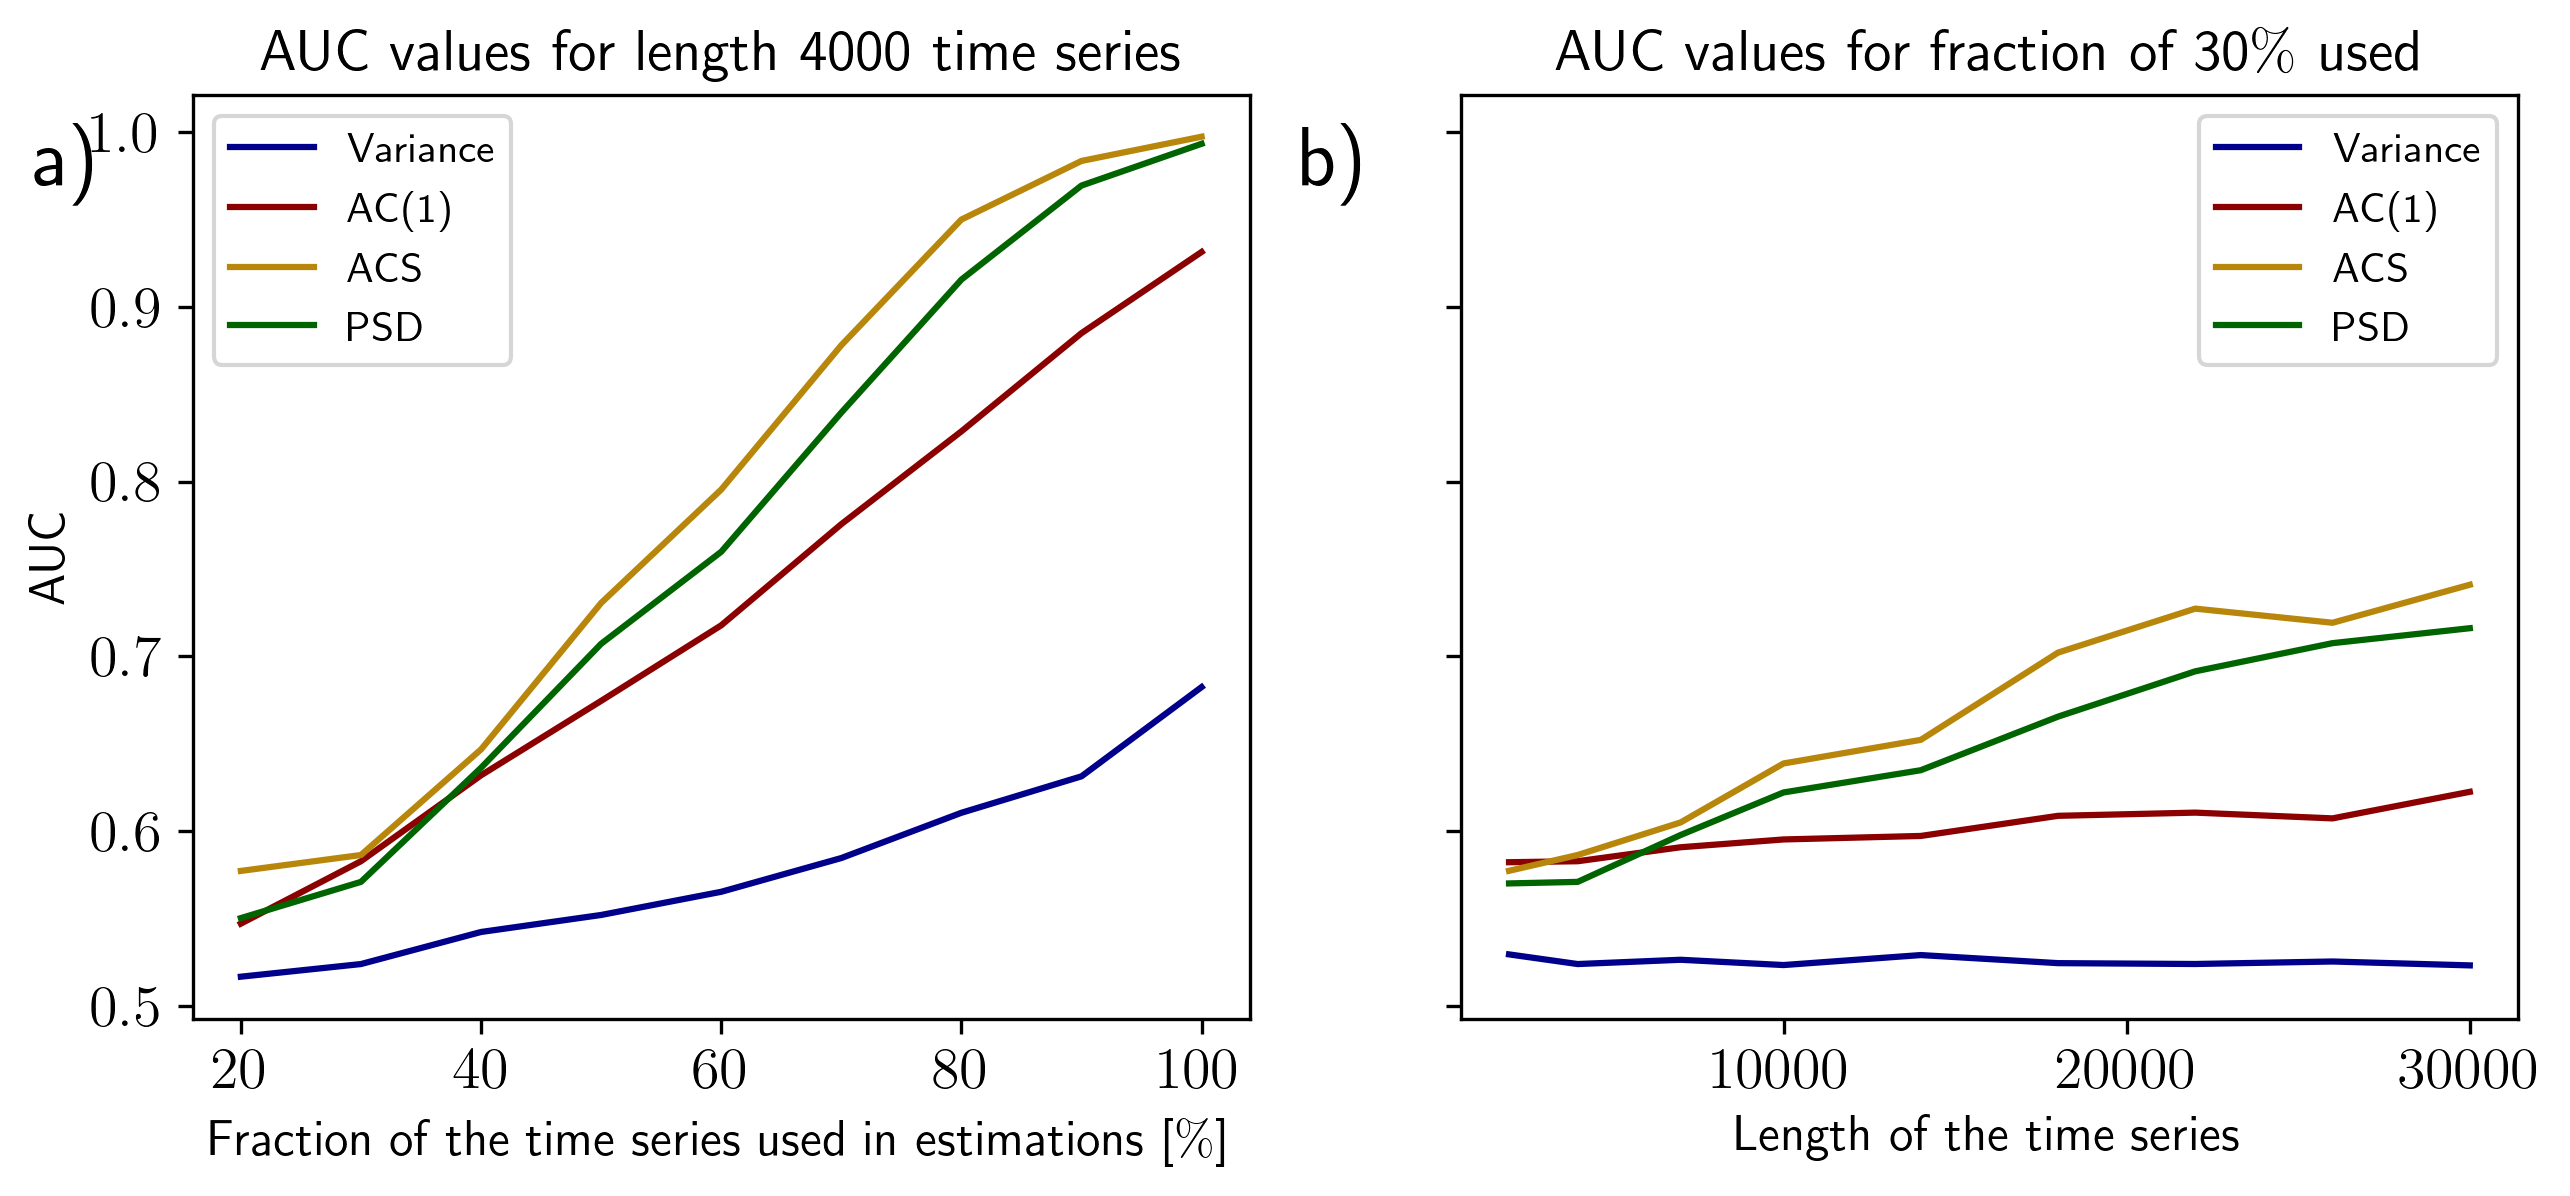 AUC values for length 4000 time series
a)
AUC
1.0
0.9
0.8
0.7
0.6
0.5
Variance
AC(1)
ACS
PSD
20 40 60 80 100
Fraction of the time series used in estimations [%]
AUC values for fraction of 30% used
b)
Variance
AC(1)
ACS
PSD
10000 20000 30000
Length of the time series